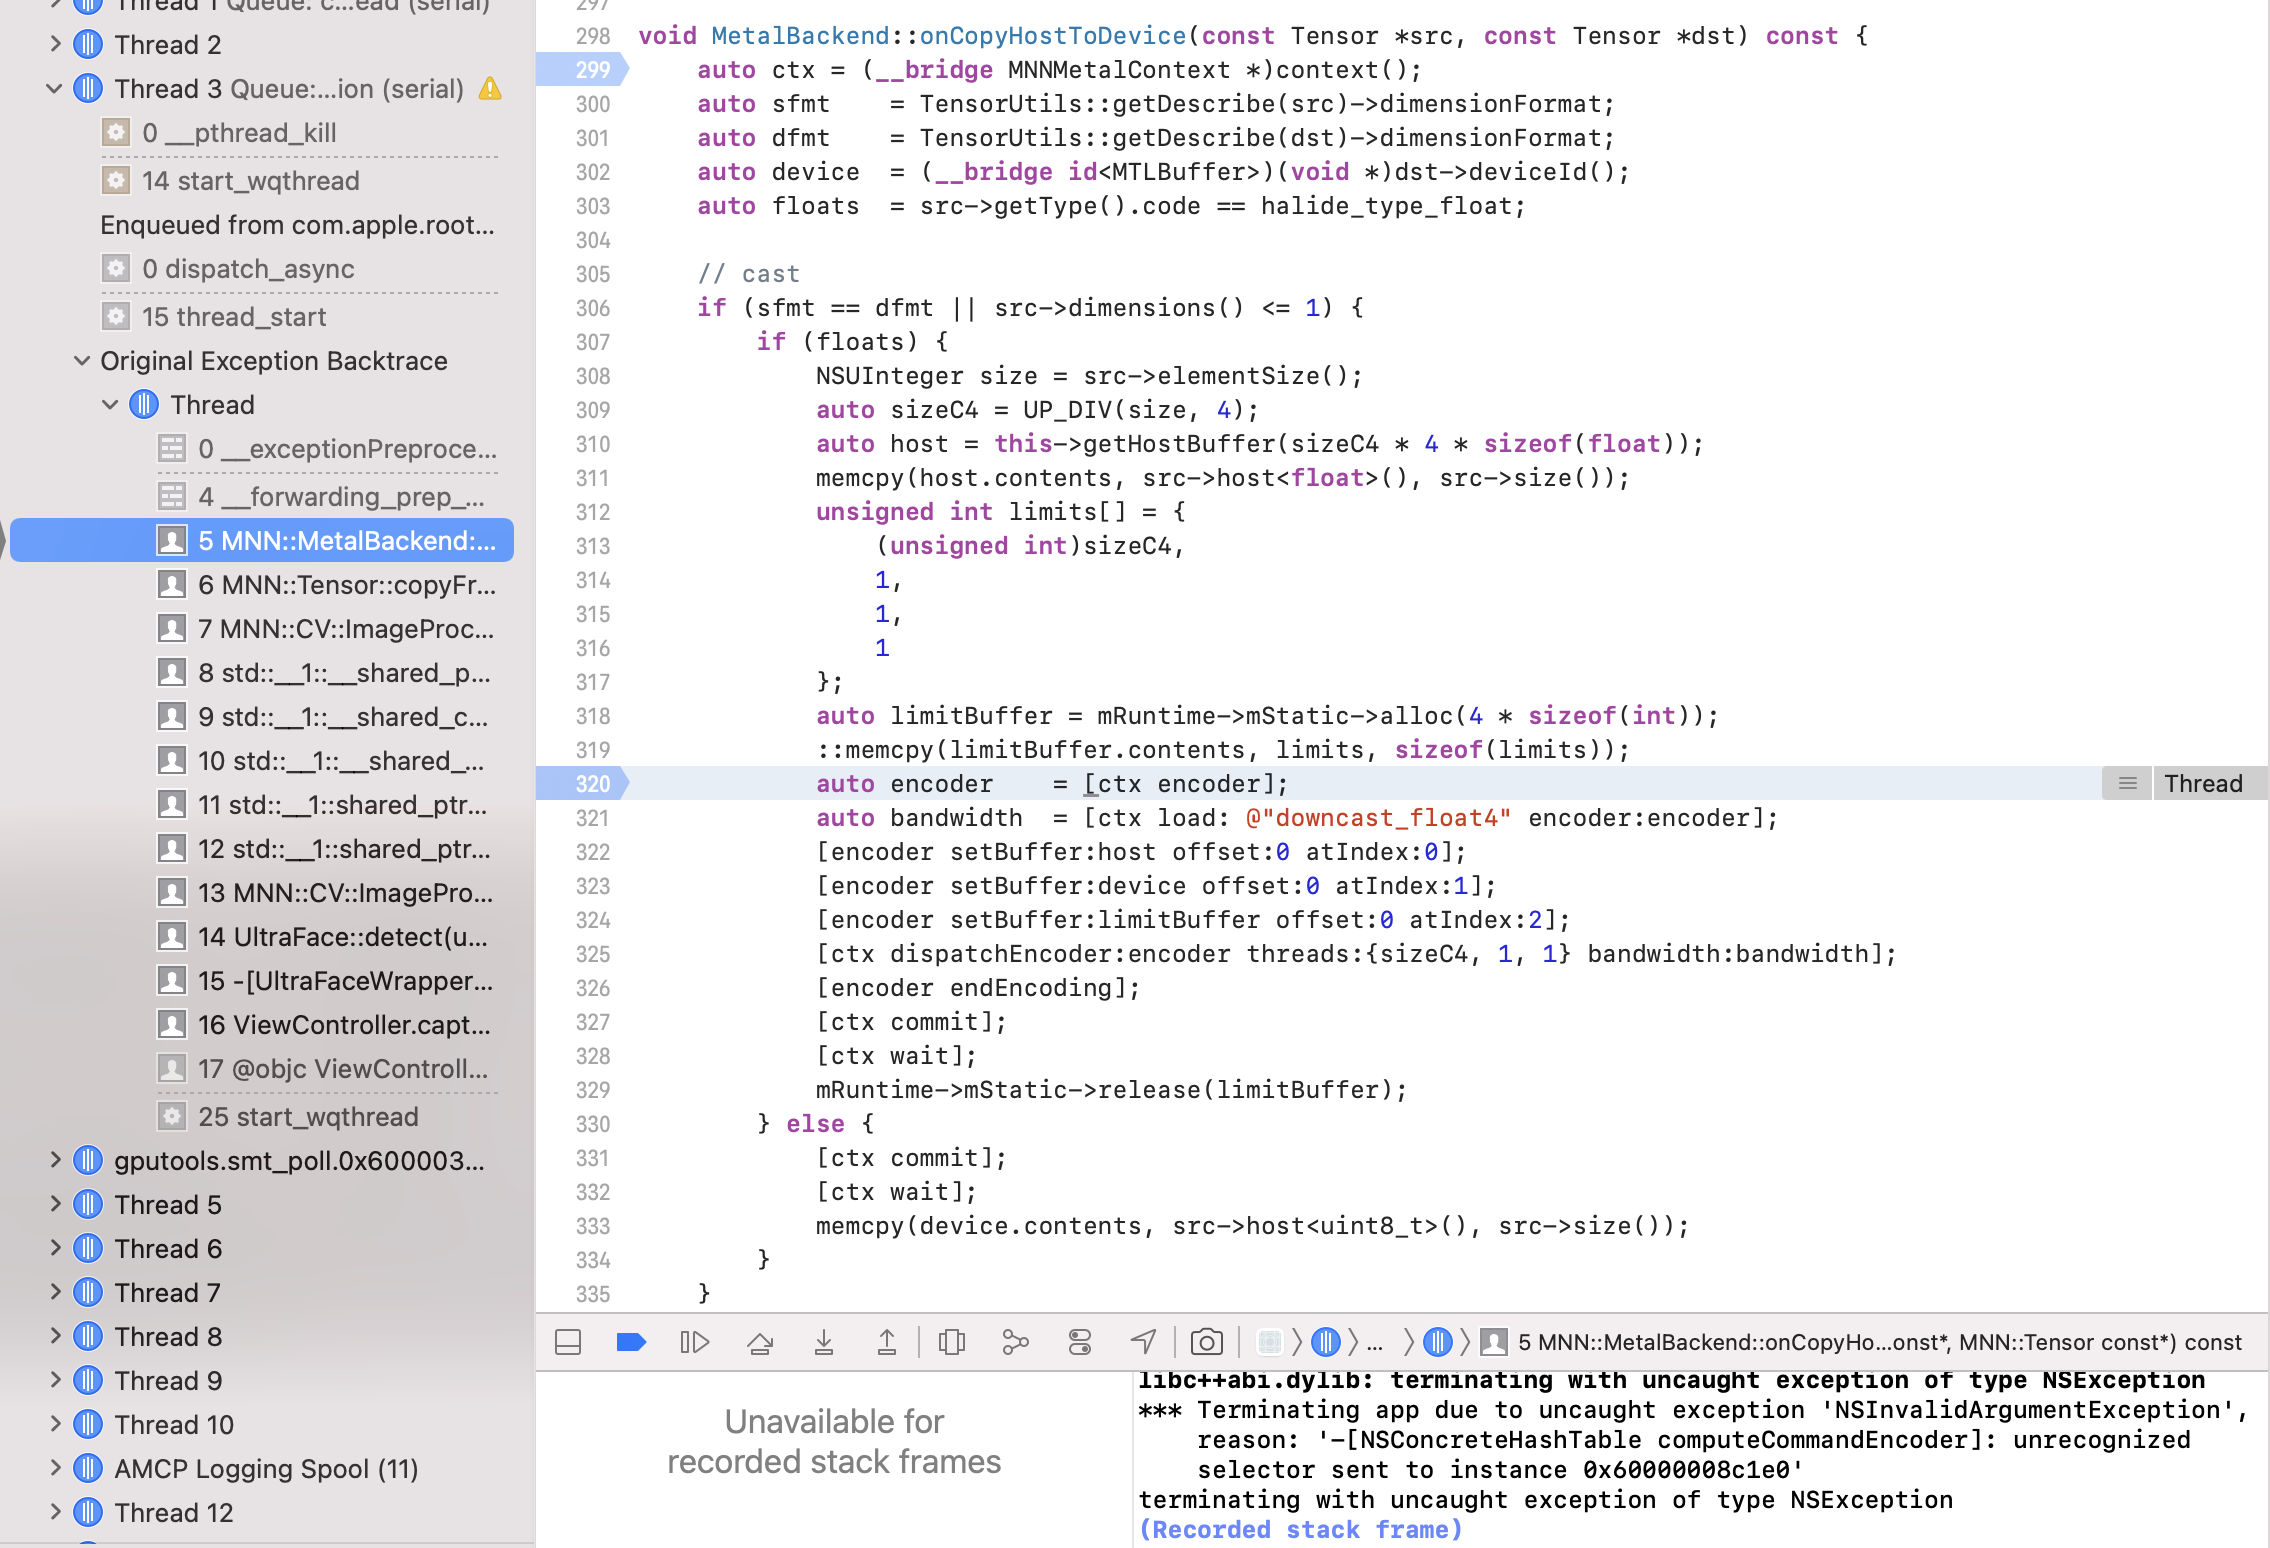 Thread 1 Queue: c...ead (serial)
Thread 2
Thread 3 Queue:...ion (serial)
0 __pthread_kill
14 start_wqthread
Enqueued from com.apple.root...
0 dispatch_async
15 thread_start
Original Exception Backtrace
Thread
0 __exceptionPreproce...
4 __forwarding_prep_...
5 MNN::MetalBackend:...
6 MNN::Tensor::copyFr...
7 MNN::CV::ImageProc...
8 std::__1::__shared_p...
9 std::__1::__shared_c...
10 std::__1::__shared_...
11 std::__1::shared_ptr...
12 std::__1::shared_ptr...
13 MNN::CV::ImagePro...
14 UltraFace::detect(u...
15 -[UltraFaceWrapper...
16 ViewController.capt...
17 @objc ViewControll...
25 start_wqthread
gputools.smt_poll.0x600003...
Thread 5
Thread 6
Thread 7
Thread 8
Thread 9
Thread 10
AMCP Logging Spool (11)
Thread 12
297
298 void MetalBackend::onCopyHostToDevice(const Tensor *src, const Tensor *dst) const {
299 auto ctx = (__bridge MNNMetalContext *)context();
300 auto sfmt    = TensorUtils::getDescribe(src)->dimensionFormat;
301 auto dfmt    = TensorUtils::getDescribe(dst)->dimensionFormat;
302 auto device  = (__bridge id<MTLBuffer>)(void *)dst->deviceId();
303 auto floats  = src->getType().code == halide_type_float;
304
305 // cast
306 if (sfmt == dfmt || src->dimensions() <= 1) {
307 if (floats) {
308 NSUInteger size = src->elementSize();
309 auto sizeC4 = UP_DIV(size, 4);
310 auto host = this->getHostBuffer(sizeC4 * 4 * sizeof(float));
311 memcpy(host.contents, src->host<float>(), src->size());
312 unsigned int limits[] = {
313 (unsigned int)sizeC4,
314 1,
315 1,
316 1
317 };
318 auto limitBuffer = mRuntime->mStatic->alloc(4 * sizeof(int));
319 ::memcpy(limitBuffer.contents, limits, sizeof(limits));
320 auto encoder    = [ctx encoder]; Thread
321 auto bandwidth  = [ctx load: @"downcast_float4" encoder:encoder];
322 [encoder setBuffer:host offset:0 atIndex:0];
323 [encoder setBuffer:device offset:0 atIndex:1];
324 [encoder setBuffer:limitBuffer offset:0 atIndex:2];
325 [ctx dispatchEncoder:encoder threads:{sizeC4, 1, 1} bandwidth:bandwidth];
326 [encoder endEncoding];
327 [ctx commit];
328 [ctx wait];
329 mRuntime->mStatic->release(limitBuffer);
330 } else {
331 [ctx commit];
332 [ctx wait];
333 memcpy(device.contents, src->host<uint8_t>(), src->size());
334 }
335 }
... 5 MNN::MetalBackend::onCopyHo...onst*, MNN::Tensor const*) const
Unavailable for
recorded stack frames
libc++abi.dylib: terminating with uncaught exception of type NSException
*** Terminating app due to uncaught exception 'NSInvalidArgumentException',
reason: '-[NSConcreteHashTable computeCommandEncoder]: unrecognized
selector sent to instance 0x60000008c1e0'
terminating with uncaught exception of type NSException
(Recorded stack frame)